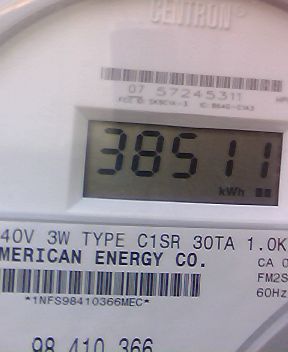 CENTRON®
07 57245311
38511
kWh
40V 3W TYPE C1SR 30TA 1.0K
MERICAN ENERGY CO.
CA 0
FM2S
60Hz
*1NFS98410366MEC*
98 410 366